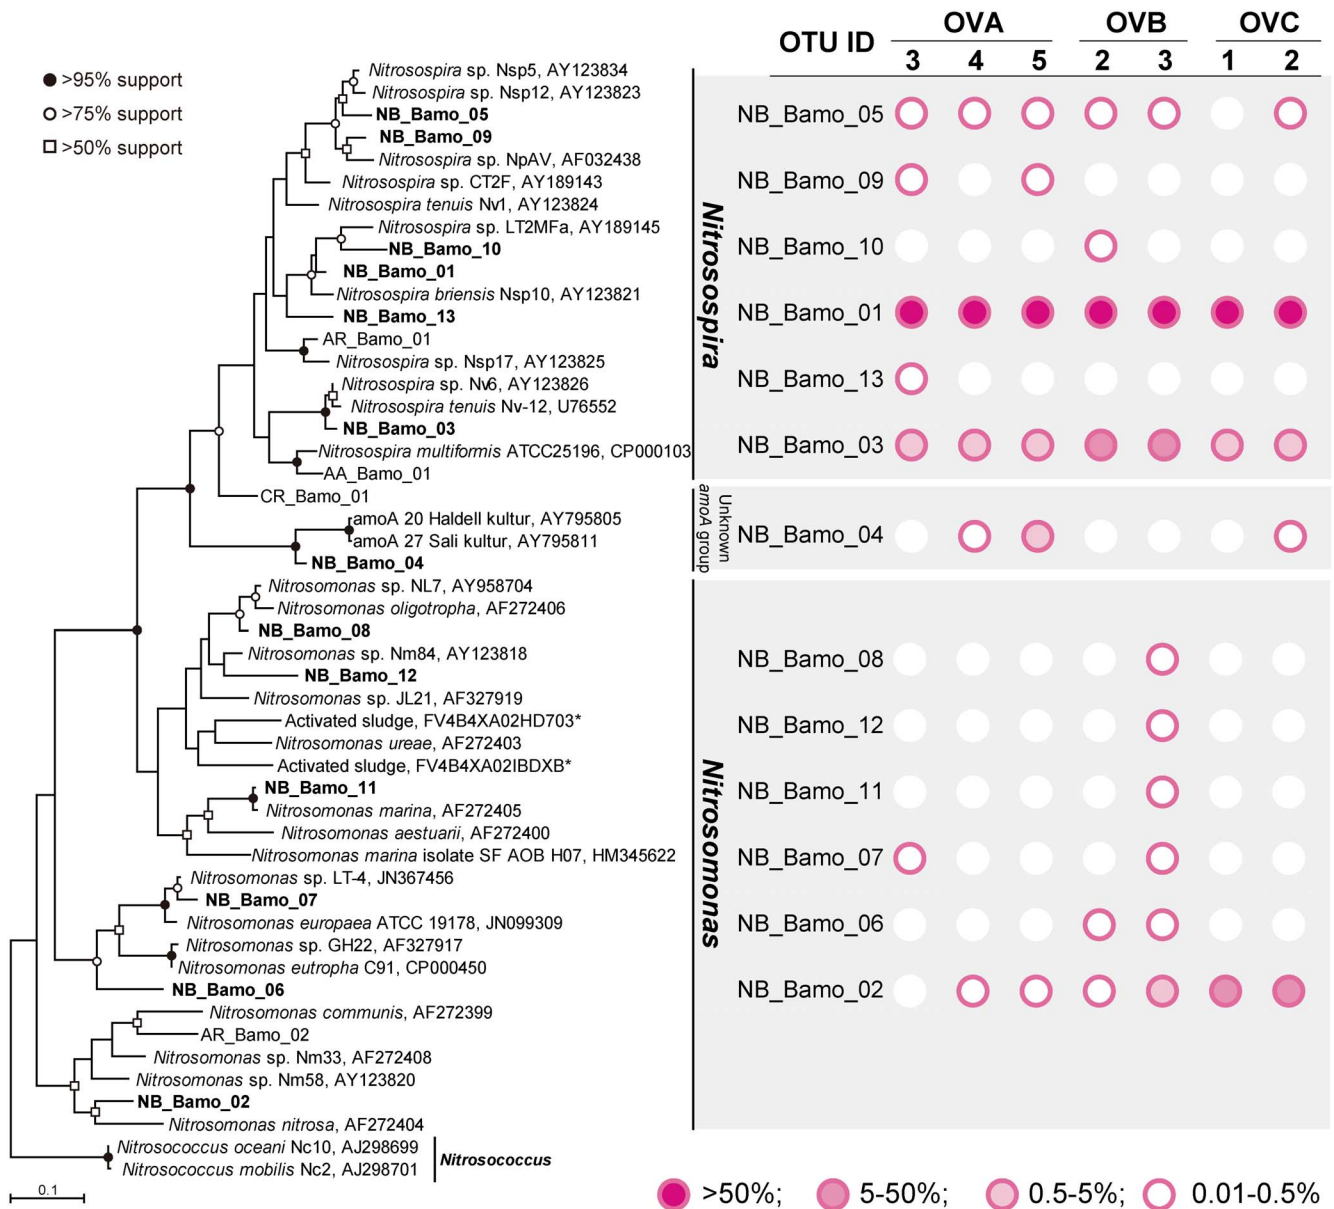 >95% support
>75% support
>50% support
Nitrosospira sp. Nsp5, AY123834
Nitrosospira sp. Nsp12, AY123823
NB_Bamo_05
NB_Bamo_09
Nitrosospira sp. NpAV, AF032438
Nitrosospira sp. CT2F, AY189143
Nitrosospira tenuis Nv1, AY123824
Nitrosospira sp. LT2MFa, AY189145
NB_Bamo_10
NB_Bamo_01
Nitrosospira briensis Nsp10, AY123821
NB_Bamo_13
AR_Bamo_01
Nitrosospira sp. Nsp17, AY123825
Nitrosospira sp. Nv6, AY123826
Nitrosospira tenuis Nv-12, U76552
NB_Bamo_03
Nitrosospira multiformis ATCC25196, CP000103
AA_Bamo_01
CR_Bamo_01
amoA 20 Haldell kultur, AY795805
amoA 27 Sali kultur, AY795811
NB_Bamo_04
Nitrosomonas sp. NL7, AY958704
Nitrosomonas oligotropha, AF272406
NB_Bamo_08
Nitrosomonas sp. Nm84, AY123818
NB_Bamo_12
Nitrosomonas sp. JL21, AF327919
Activated sludge, FV4B4XA02HD703*
Nitrosomonas ureae, AF272403
Activated sludge, FV4B4XA02IBDXB*
NB_Bamo_11
Nitrosomonas marina, AF272405
Nitrosomonas aestuarii, AF272400
Nitrosomonas marina isolate SF AOB H07, HM345622
Nitrosomonas sp. LT-4, JN367456
NB_Bamo_07
Nitrosomonas europaea ATCC 19178, JN099309
Nitrosomonas sp. GH22, AF327917
Nitrosomonas eutropha C91, CP000450
NB_Bamo_06
Nitrosomonas communis, AF272399
AR_Bamo_02
Nitrosomonas sp. Nm33, AF272408
Nitrosomonas sp. Nm58, AY123820
NB_Bamo_02
Nitrosomonas nitrosa, AF272404
Nitrosococcus oceani Nc10, AJ298699
Nitrosococcus mobilis Nc2, AJ298701
Nitrosococcus
0.1
OTU ID
OVA OVB OVC
3 4 5 2 3 1 2
Nitrosospira
NB_Bamo_05
NB_Bamo_09
NB_Bamo_10
NB_Bamo_01
NB_Bamo_13
NB_Bamo_03
Unknown
amoA group
NB_Bamo_04
Nitrosomonas
NB_Bamo_08
NB_Bamo_12
NB_Bamo_11
NB_Bamo_07
NB_Bamo_06
NB_Bamo_02
>50%; 5-50%; 0.5-5%; 0.01-0.5%